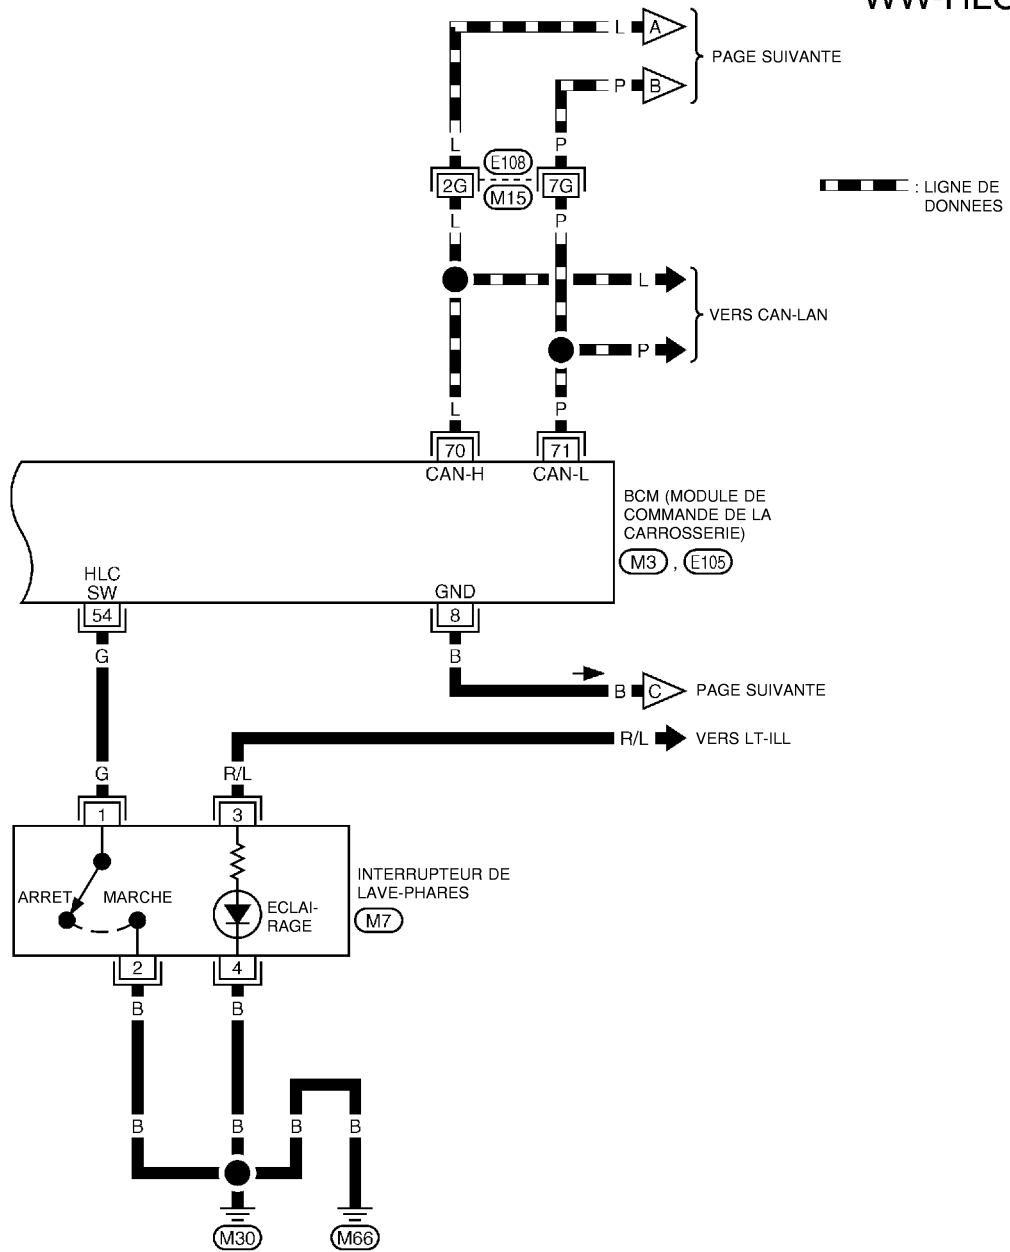 L A
PAGE SUIVANTE
P B
L P
E108
2G 7G
M15
: LIGNE DE
DONNEES
L P
L
VERS CAN-LAN
P
L P
70 71
CAN-H CAN-L
BCM (MODULE DE
COMMANDE DE LA
CARROSSERIE)
M3 , E105
HLC
SW
GND
54 8
G B
B C PAGE SUIVANTE
R/L VERS LT-ILL
G R/L
1 3
INTERRUPTEUR DE
LAVE-PHARES
M7
ARRET MARCHE
ECLAI-
RAGE
2 4
B B
B B B B
M30 M66